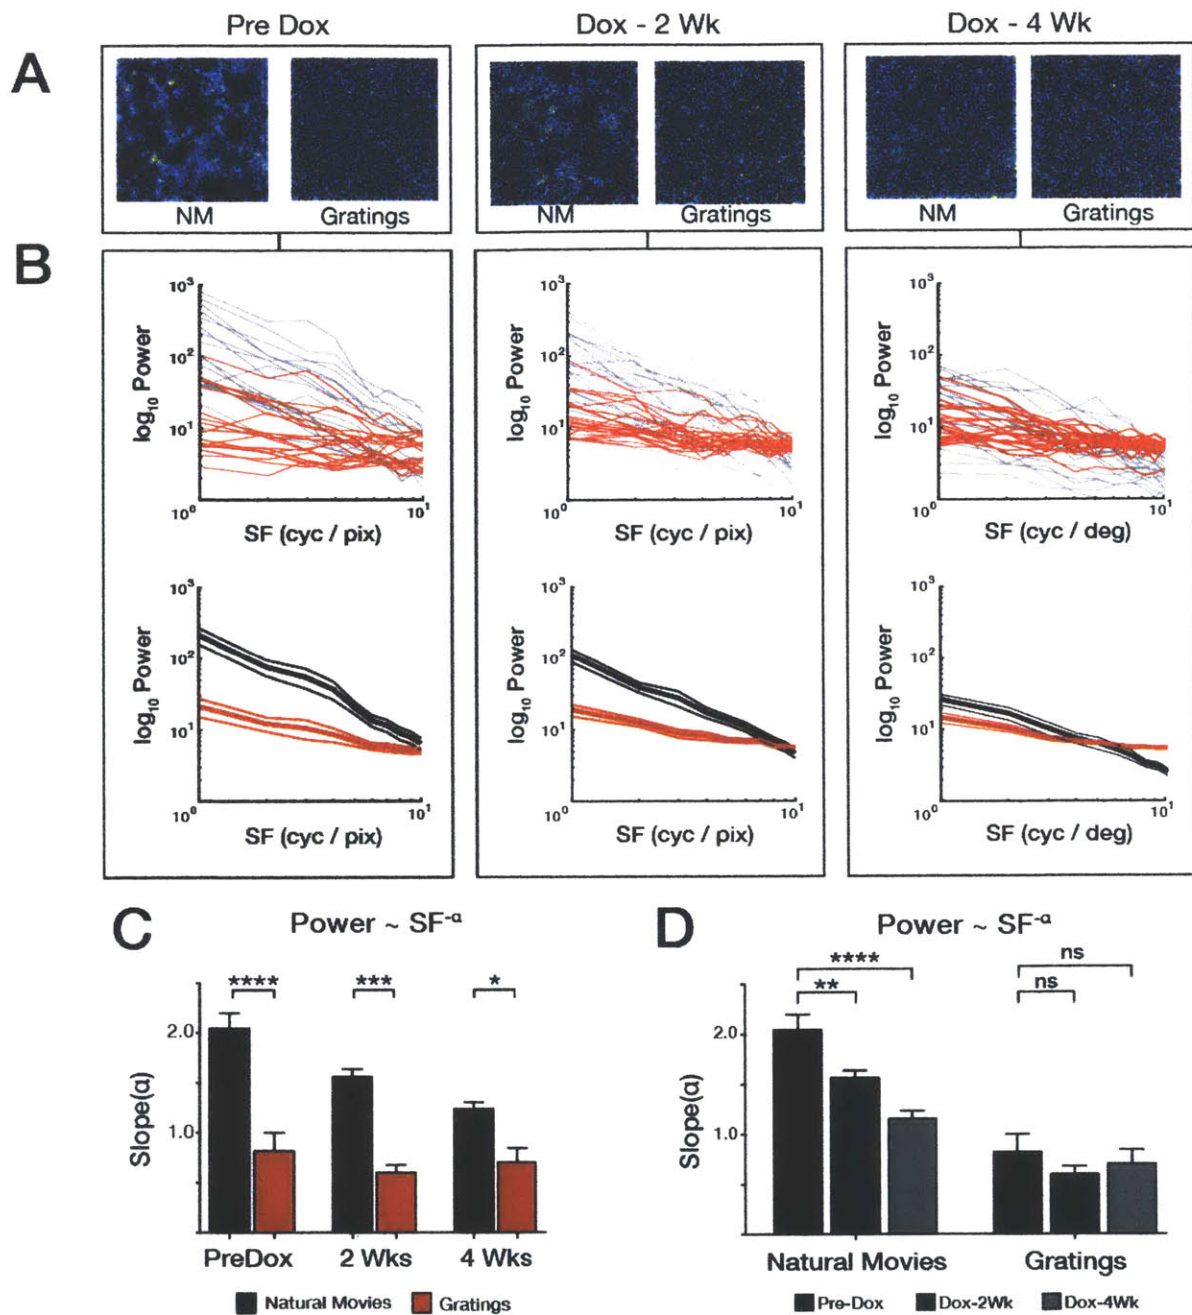 Pre Dox Dox - 2 Wk Dox - 4 Wk
A
NM Gratings NM Gratings NM Gratings
B
10³ 10³ 10³
10² 10² 10²
log₁₀ Power log₁₀ Power log₁₀ Power
10¹ 10¹ 10¹
10⁰ 10¹ 10⁰ 10¹ 10⁰ 10¹
SF (cyc / pix) SF (cyc / pix) SF (cyc / deg)
10³ 10³ 10³
10² 10² 10²
log₁₀ Power log₁₀ Power log₁₀ Power
10¹ 10¹ 10¹
10⁰ 10¹ 10⁰ 10¹ 10⁰ 10¹
SF (cyc / pix) SF (cyc / pix) SF (cyc / deg)
C Power ~ SF⁻ᵅ
**** *** *
2.0
Slope(α)
1.0
PreDox 2 Wks 4 Wks
Natural Movies Gratings
D Power ~ SF⁻ᵅ
**** ns
** ns
2.0
Slope(α)
1.0
Natural Movies Gratings
Pre-Dox Dox-2Wk Dox-4Wk